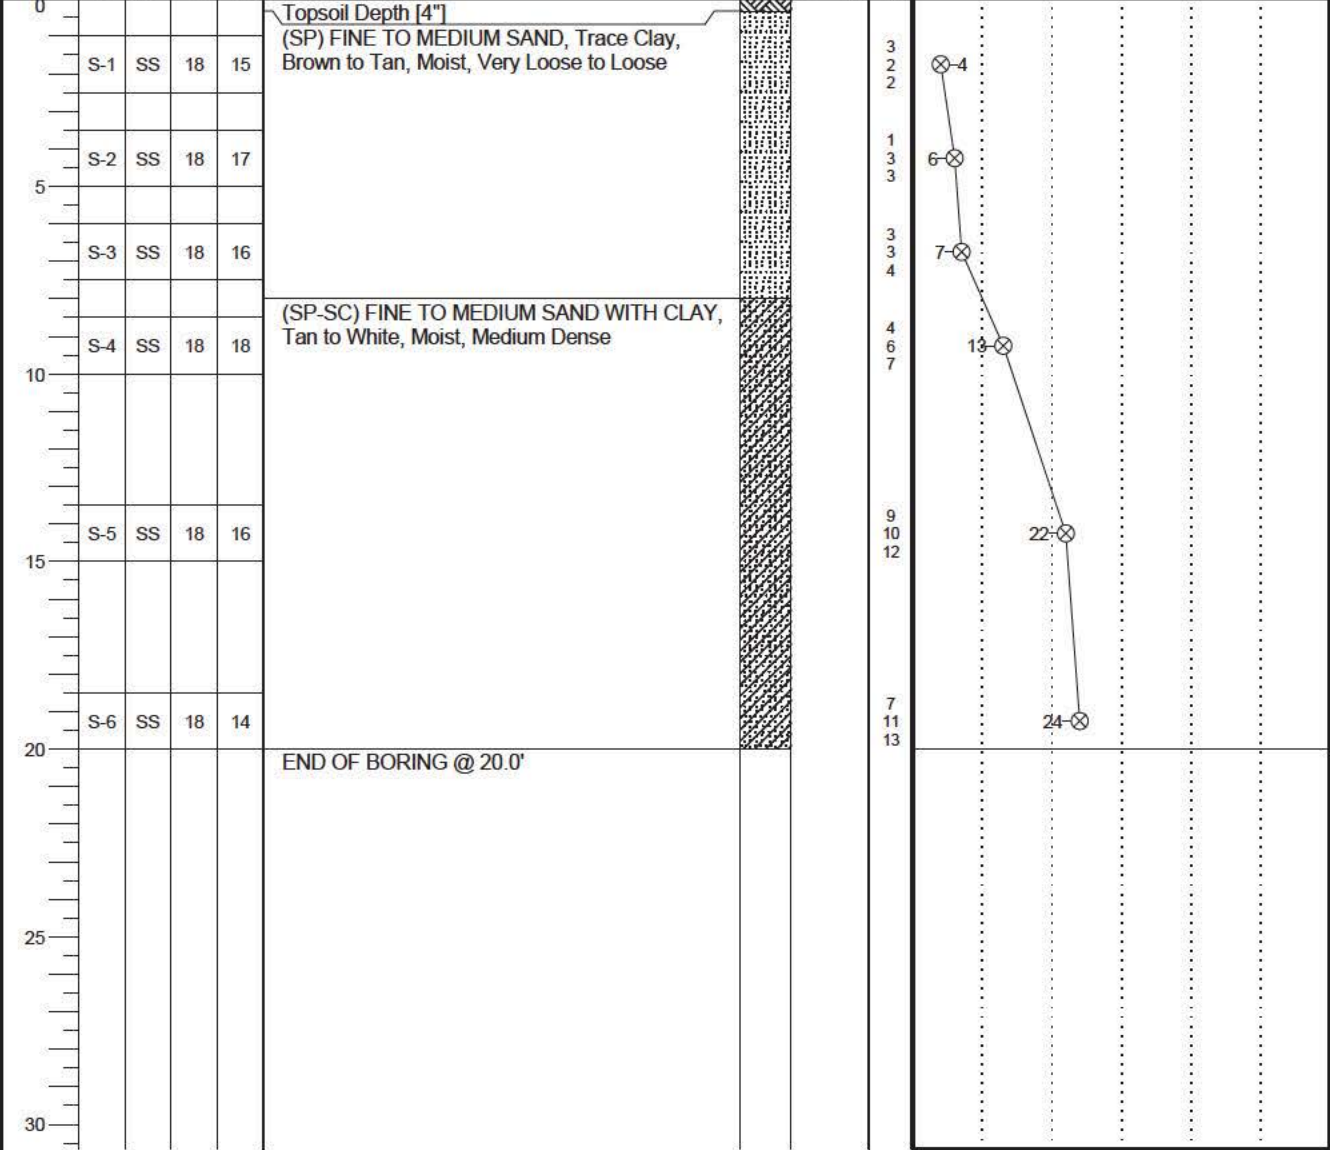 0
Topsoil Depth [4"]
(SP) FINE TO MEDIUM SAND, Trace Clay,
Brown to Tan, Moist, Very Loose to Loose
S-1 SS 18 15
3
2
2
4
S-2 SS 18 17
1
3
3
6
5
S-3 SS 18 16
3
3
4
7
(SP-SC) FINE TO MEDIUM SAND WITH CLAY,
Tan to White, Moist, Medium Dense
S-4 SS 18 18
4
6
7
13
10
S-5 SS 18 16
9
10
12
22
15
S-6 SS 18 14
7
11
13
24
20
END OF BORING @ 20.0'
25
30